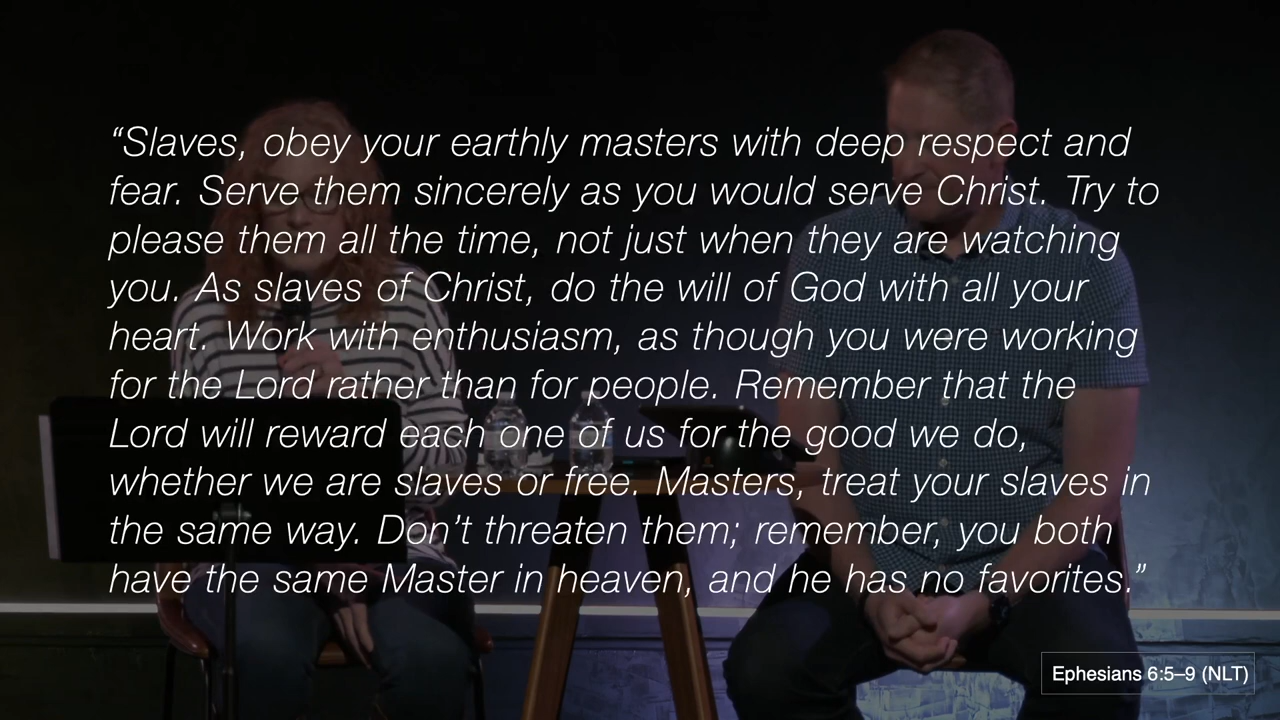 “Slaves, obey your earthly masters with deep respect and
fear. Serve them sincerely as you would serve Christ. Try to
please them all the time, not just when they are watching
you. As slaves of Christ, do the will of God with all your
heart. Work with enthusiasm, as though you were working
for the Lord rather than for people. Remember that the
Lord will reward each one of us for the good we do,
whether we are slaves or free. Masters, treat your slaves in
the same way. Don’t threaten them; remember, you both
have the same Master in heaven, and he has no favorites.”
Ephesians 6:5–9 (NLT)